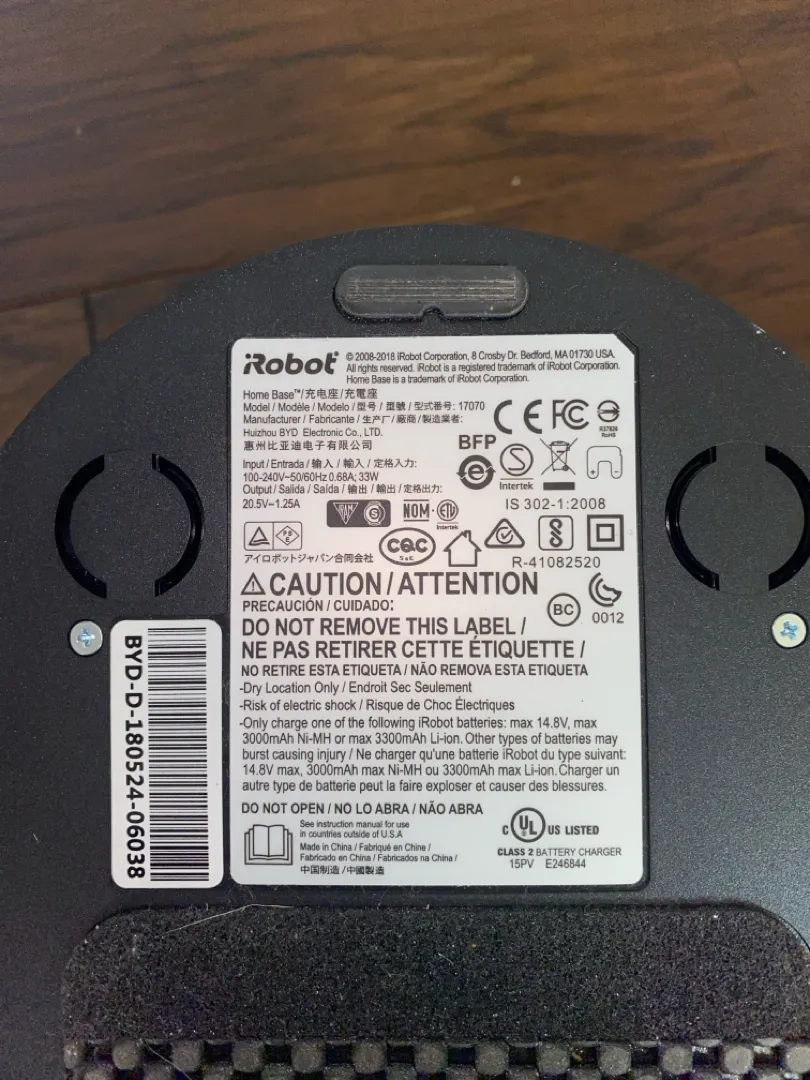 iRobot® © 2008-2018 iRobot Corporation, 8 Crosby Dr. Bedford, MA 01730 USA.
All rights reserved. iRobot is a registered trademark of iRobot Corporation.
Home Base is a trademark of iRobot Corporation.
Home Base™/充电座/充電座
Model / Modèle / Modelo / 型号 / 型號 / 型式番号: 17070
Manufacturer / Fabricante / 生产厂 / 廠商 / 製造業者:
Huizhou BYD Electronic Co., LTD.
惠州比亚迪电子有限公司
CE FC
R37826
RoHS
BFP
e
S
Intertek
Input / Entrada / 输入 / 輸入 / 定格入力:
100-240V~50/60Hz 0.68A; 33W
Output / Salida / Saída / 输出 / 輸出 / 定格出力:
20.5V⎓1.25A
IRAM S
NOM - ETL
Intertek
IS 302-1:2008
PS
E
アイロボットジャパン合同会社
CQC
S&E
R-41082520
⚠ CAUTION / ATTENTION
PRECAUCIÓN / CUIDADO:
BC
0012
DO NOT REMOVE THIS LABEL /
NE PAS RETIRER CETTE ÉTIQUETTE /
NO RETIRE ESTA ETIQUETA / NÃO REMOVA ESTA ETIQUETA
-Dry Location Only / Endroit Sec Seulement
-Risk of electric shock / Risque de Choc Électriques
-Only charge one of the following iRobot batteries: max 14.8V, max
3000mAh Ni-MH or max 3300mAh Li-ion. Other types of batteries may
burst causing injury / Ne charger qu'une batterie iRobot du type suivant:
14.8V max, 3000mAh max Ni-MH ou 3300mAh max Li-ion. Charger un
autre type de batterie peut la faire exploser et causer des blessures.
DO NOT OPEN / NO LO ABRA / NÃO ABRA
See instruction manual for use
in countries outside of U.S.A
Made in China / Fabriqué en Chine /
Fabricado en China / Fabricados na China /
中国制造 / 中國製造
C UL US LISTED
CLASS 2 BATTERY CHARGER
15PV E246844
BYD-D-180524-06038